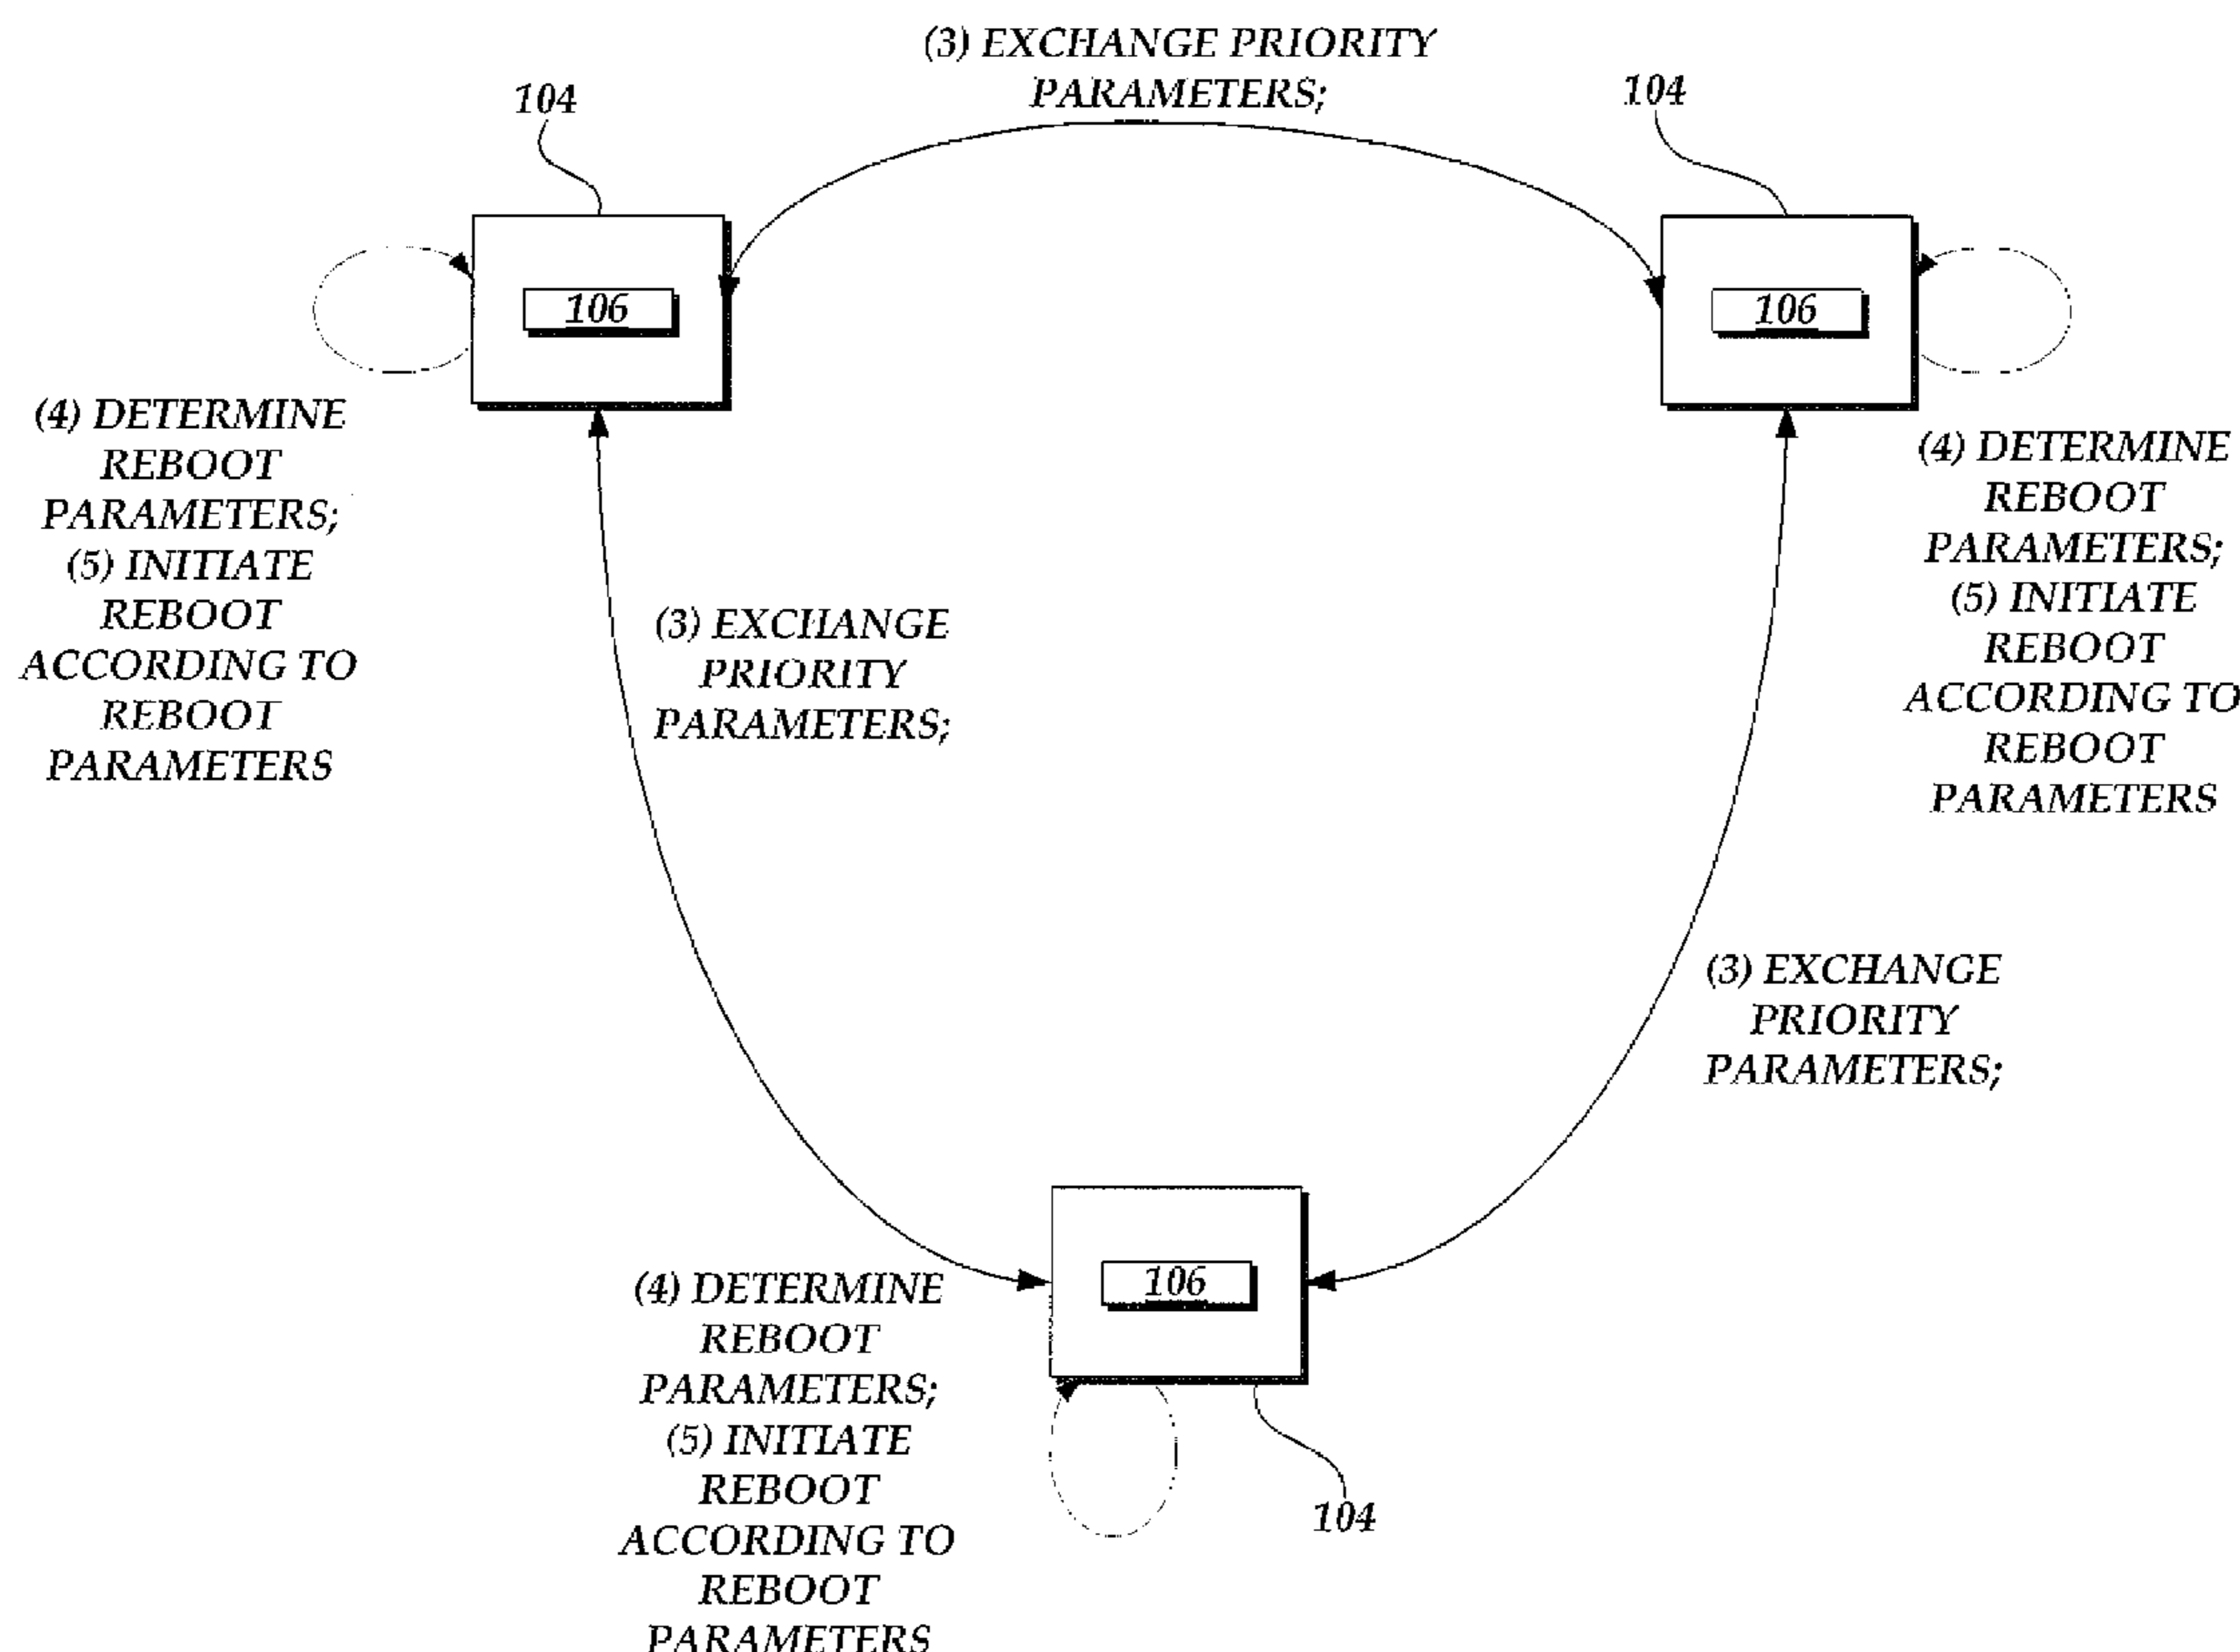 (3) EXCHANGE PRIORITY
PARAMETERS;
104
104
106
106
(4) DETERMINE
REBOOT
PARAMETERS;
(5) INITIATE
REBOOT
ACCORDING TO
REBOOT
PARAMETERS
(4) DETERMINE
REBOOT
PARAMETERS;
(5) INITIATE
REBOOT
ACCORDING TO
REBOOT
PARAMETERS
(3) EXCHANGE
PRIORITY
PARAMETERS;
(3) EXCHANGE
PRIORITY
PARAMETERS;
106
(4) DETERMINE
REBOOT
PARAMETERS;
(5) INITIATE
REBOOT
ACCORDING TO
REBOOT
PARAMETERS
104